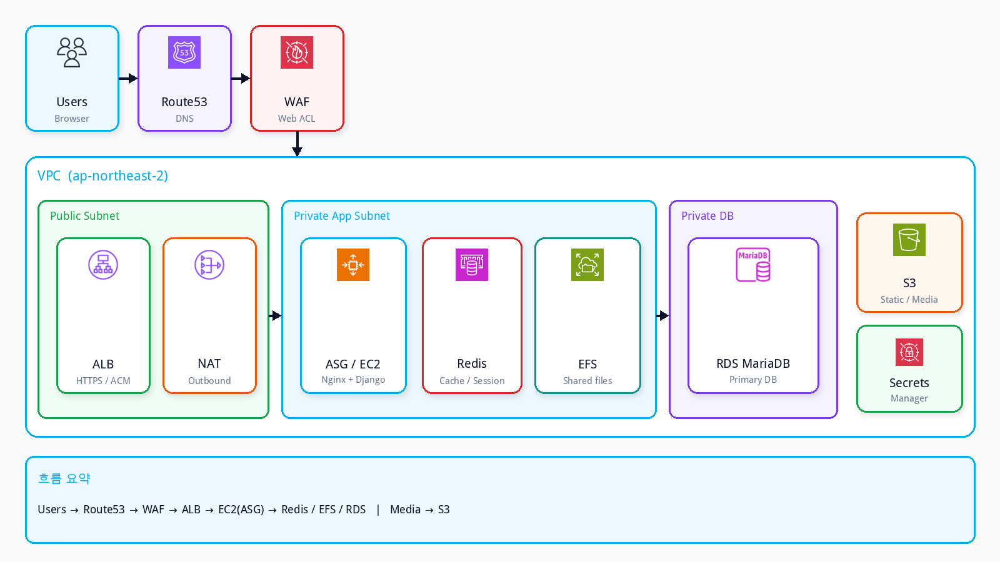 53
Users
Browser
Route53
DNS
WAF
Web ACL
VPC (ap-northeast-2)
Public Subnet
ALB
HTTPS / ACM
NAT
Outbound
Private App Subnet
ASG / EC2
Nginx + Django
Redis
Cache / Session
EFS
Shared files
Private DB
MariaDB
RDS MariaDB
Primary DB
S3
Static / Media
Secrets
Manager
흐름 요약
Users → Route53 → WAF → ALB → EC2(ASG) → Redis / EFS / RDS | Media → S3